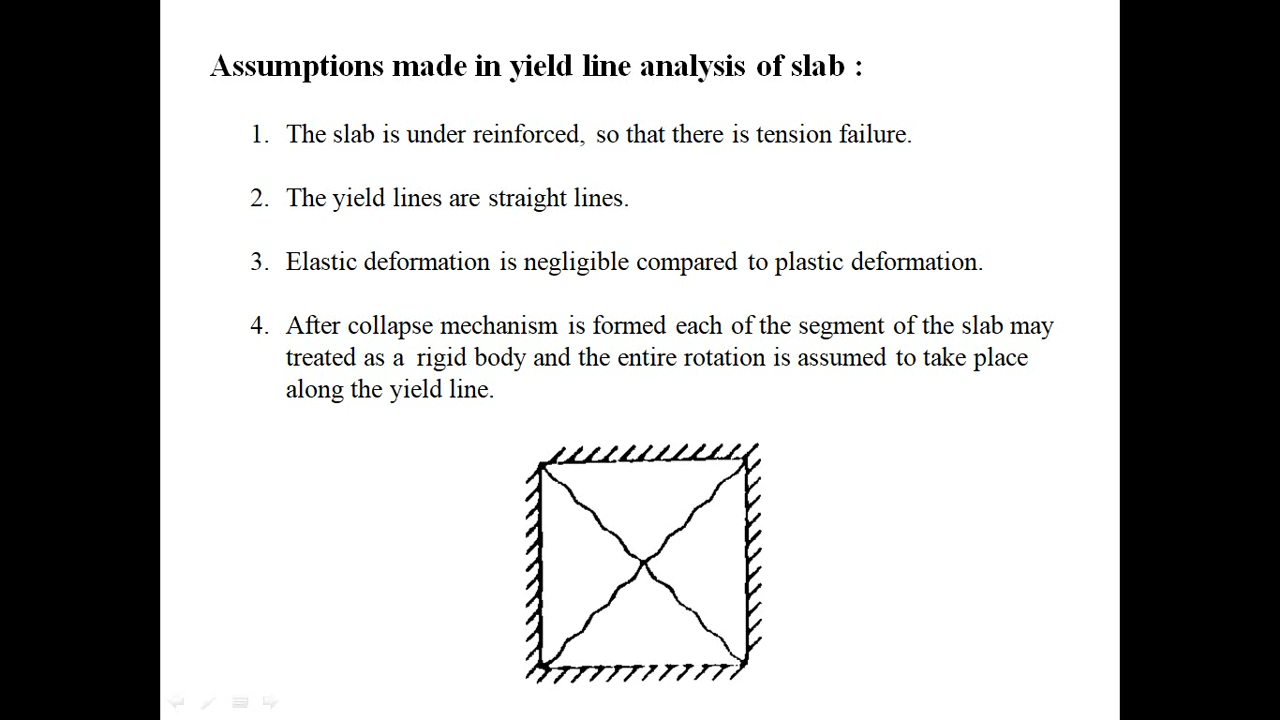 Assumptions made in yield line analysis of slab :
1. The slab is under reinforced, so that there is tension failure.
2. The yield lines are straight lines.
3. Elastic deformation is negligible compared to plastic deformation.
4. After collapse mechanism is formed each of the segment of the slab may
treated as a rigid body and the entire rotation is assumed to take place
along the yield line.